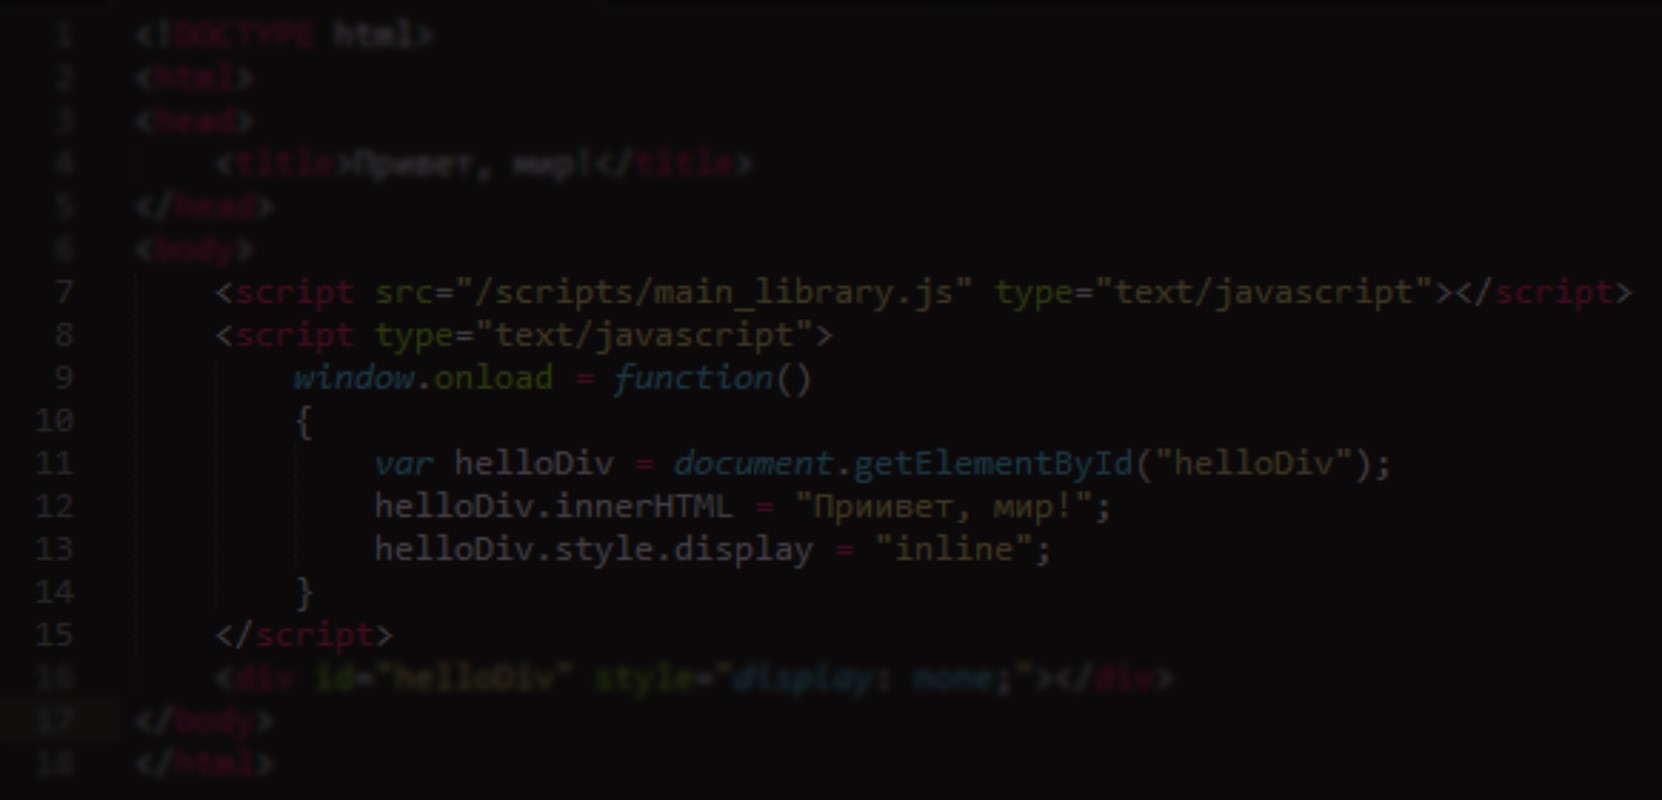 1 <!DOCTYPE html>
2 <html>
3 <head>
4 <title>Привет, мир!</title>
5 </head>
6 <body>
7 <script src="/scripts/main_library.js" type="text/javascript"></script>
8 <script type="text/javascript">
9 window.onload = function()
10 {
11 var helloDiv = document.getElementById("helloDiv");
12 helloDiv.innerHTML = "Приивет, мир!";
13 helloDiv.style.display = "inline";
14 }
15 </script>
16 <div id="helloDiv" style="display: none;"></div>
17 </body>
18 </html>